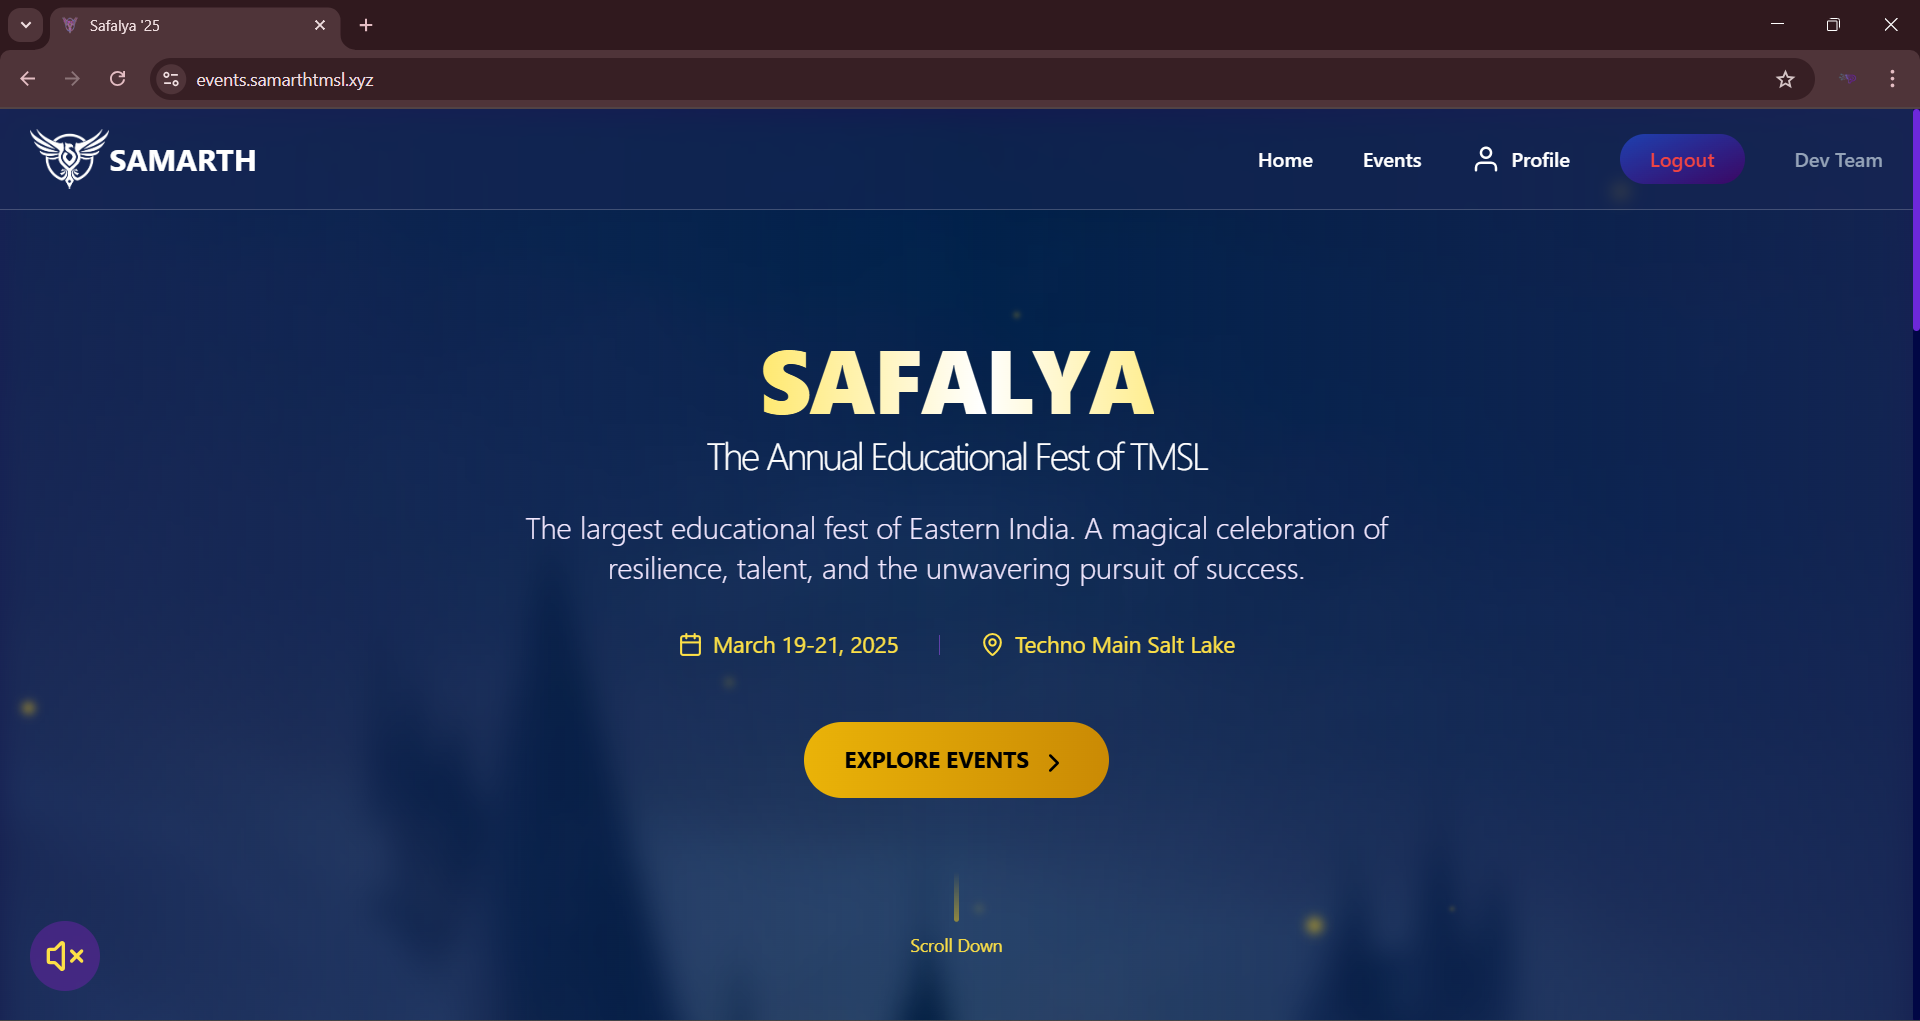 Safalya '25
events.samarthtmsl.xyz
SAMARTH
Home
Events
Profile
Logout
Dev Team
SAFALYA
The Annual Educational Fest of TMSL
The largest educational fest of Eastern India. A magical celebration of
resilience, talent, and the unwavering pursuit of success.
March 19-21, 2025
Techno Main Salt Lake
EXPLORE EVENTS
Scroll Down